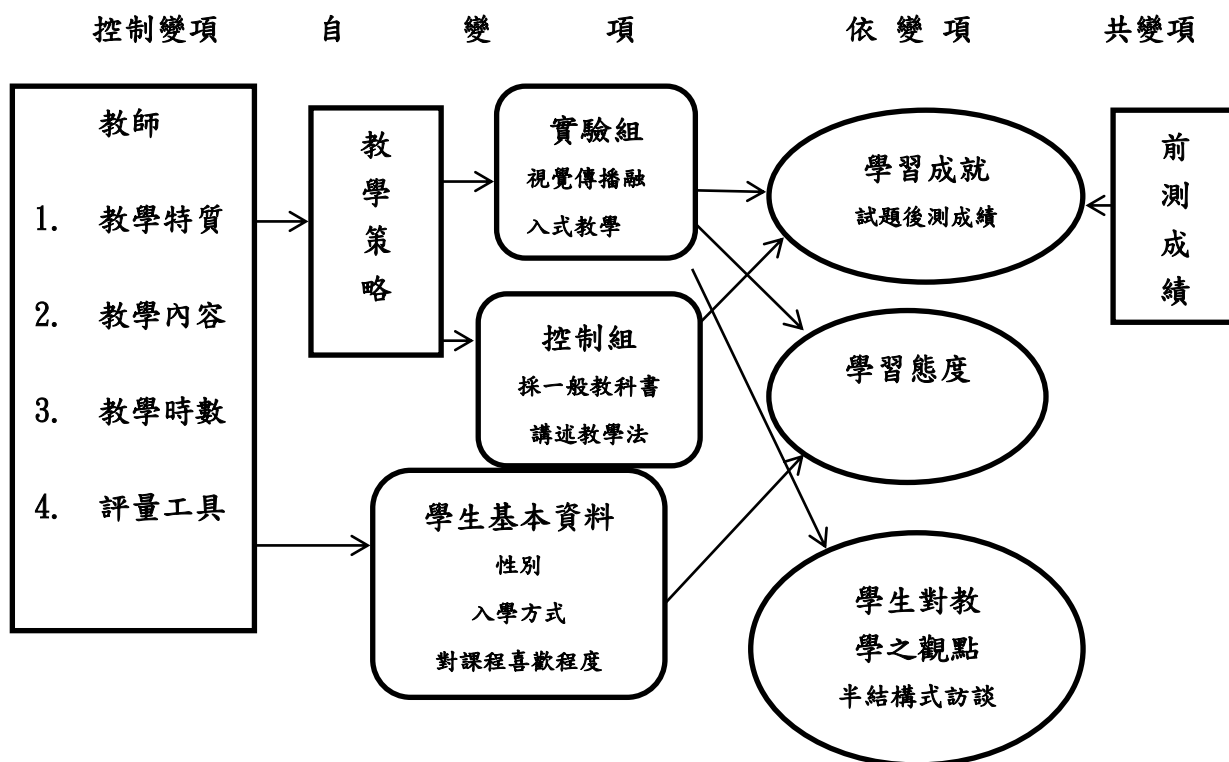 控制變項 自 變 項 依 變 項 共變項
教師
1. 教學特質
2. 教學內容
3. 教學時數
4. 評量工具
教
學
策
略
實驗組
視覺傳播融
入式教學
控制組
採一般教科書
講述教學法
學生基本資料
性別
入學方式
對課程喜歡程度
學習成就
試題後測成績
學習態度
學生對教
學之觀點
半結構式訪談
前
測
成
績